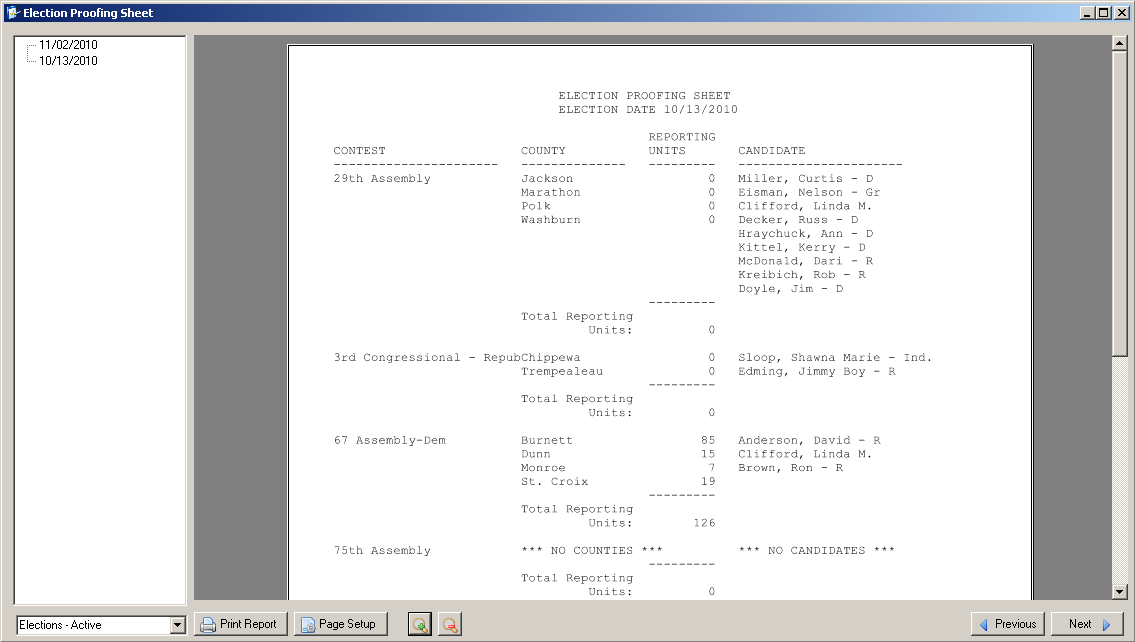 Election Proofing Sheet
11/02/2010
10/13/2010
ELECTION PROOFING SHEET
ELECTION DATE 10/13/2010
REPORTING
CONTEST COUNTY UNITS CANDIDATE
---------------------- -------------- --------- ----------------------
29th Assembly Jackson 0 Miller, Curtis - D
Marathon 0 Eisman, Nelson - Gr
Polk 0 Clifford, Linda M.
Washburn 0 Decker, Russ - D
Hraychuck, Ann - D
Kittel, Kerry - D
McDonald, Dari - R
Kreibich, Rob - R
Doyle, Jim - D
---------
Total Reporting
Units: 0
3rd Congressional - RepubChippewa 0 Sloop, Shawna Marie - Ind.
Trempealeau 0 Edming, Jimmy Boy - R
---------
Total Reporting
Units: 0
67 Assembly-Dem Burnett 85 Anderson, David - R
Dunn 15 Clifford, Linda M.
Monroe 7 Brown, Ron - R
St. Croix 19
---------
Total Reporting
Units: 126
75th Assembly *** NO COUNTIES *** *** NO CANDIDATES ***
---------
Total Reporting
Units: 0
Elections - Active Print Report Page Setup Previous Next